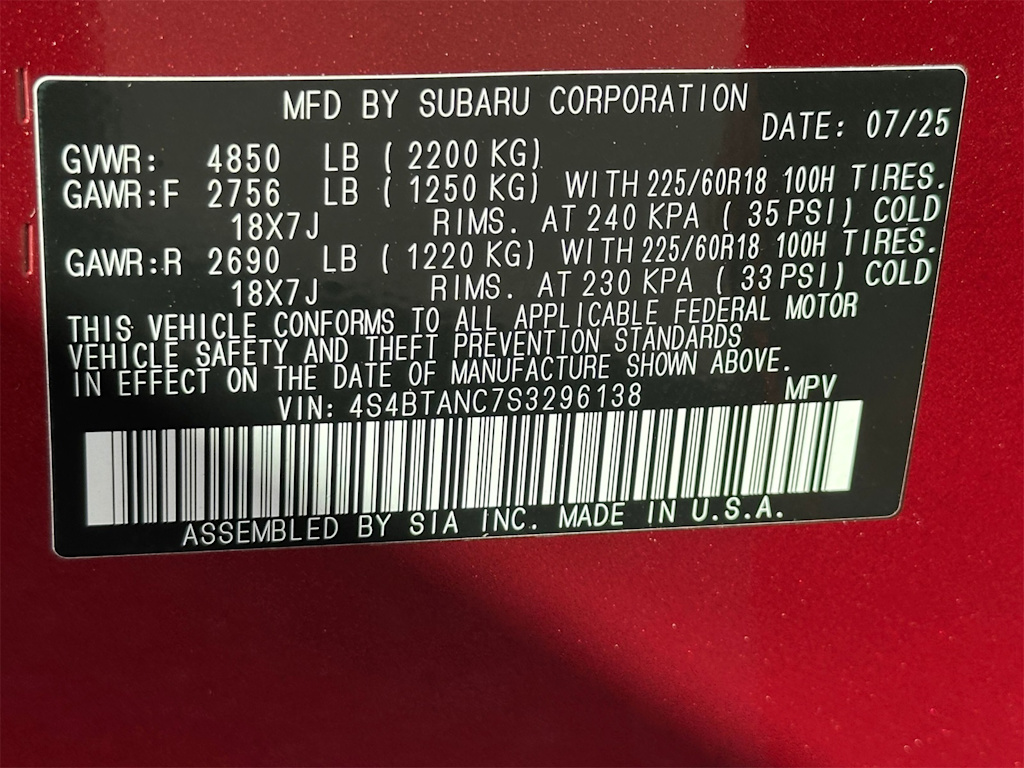 MFD BY SUBARU CORPORATION
DATE: 07/25
GVWR: 4850 LB ( 2200 KG)
GAWR:F 2756 LB ( 1250 KG) WITH 225/60R18 100H TIRES.
18X7J RIMS. AT 240 KPA ( 35 PSI) COLD
GAWR:R 2690 LB ( 1220 KG) WITH 225/60R18 100H TIRES.
18X7J RIMS. AT 230 KPA ( 33 PSI) COLD
THIS VEHICLE CONFORMS TO ALL APPLICABLE FEDERAL MOTOR
VEHICLE SAFETY AND THEFT PREVENTION STANDARDS
IN EFFECT ON THE DATE OF MANUFACTURE SHOWN ABOVE.
VIN: 4S4BTANC7S3296138 MPV
ASSEMBLED BY SIA INC. MADE IN U.S.A.